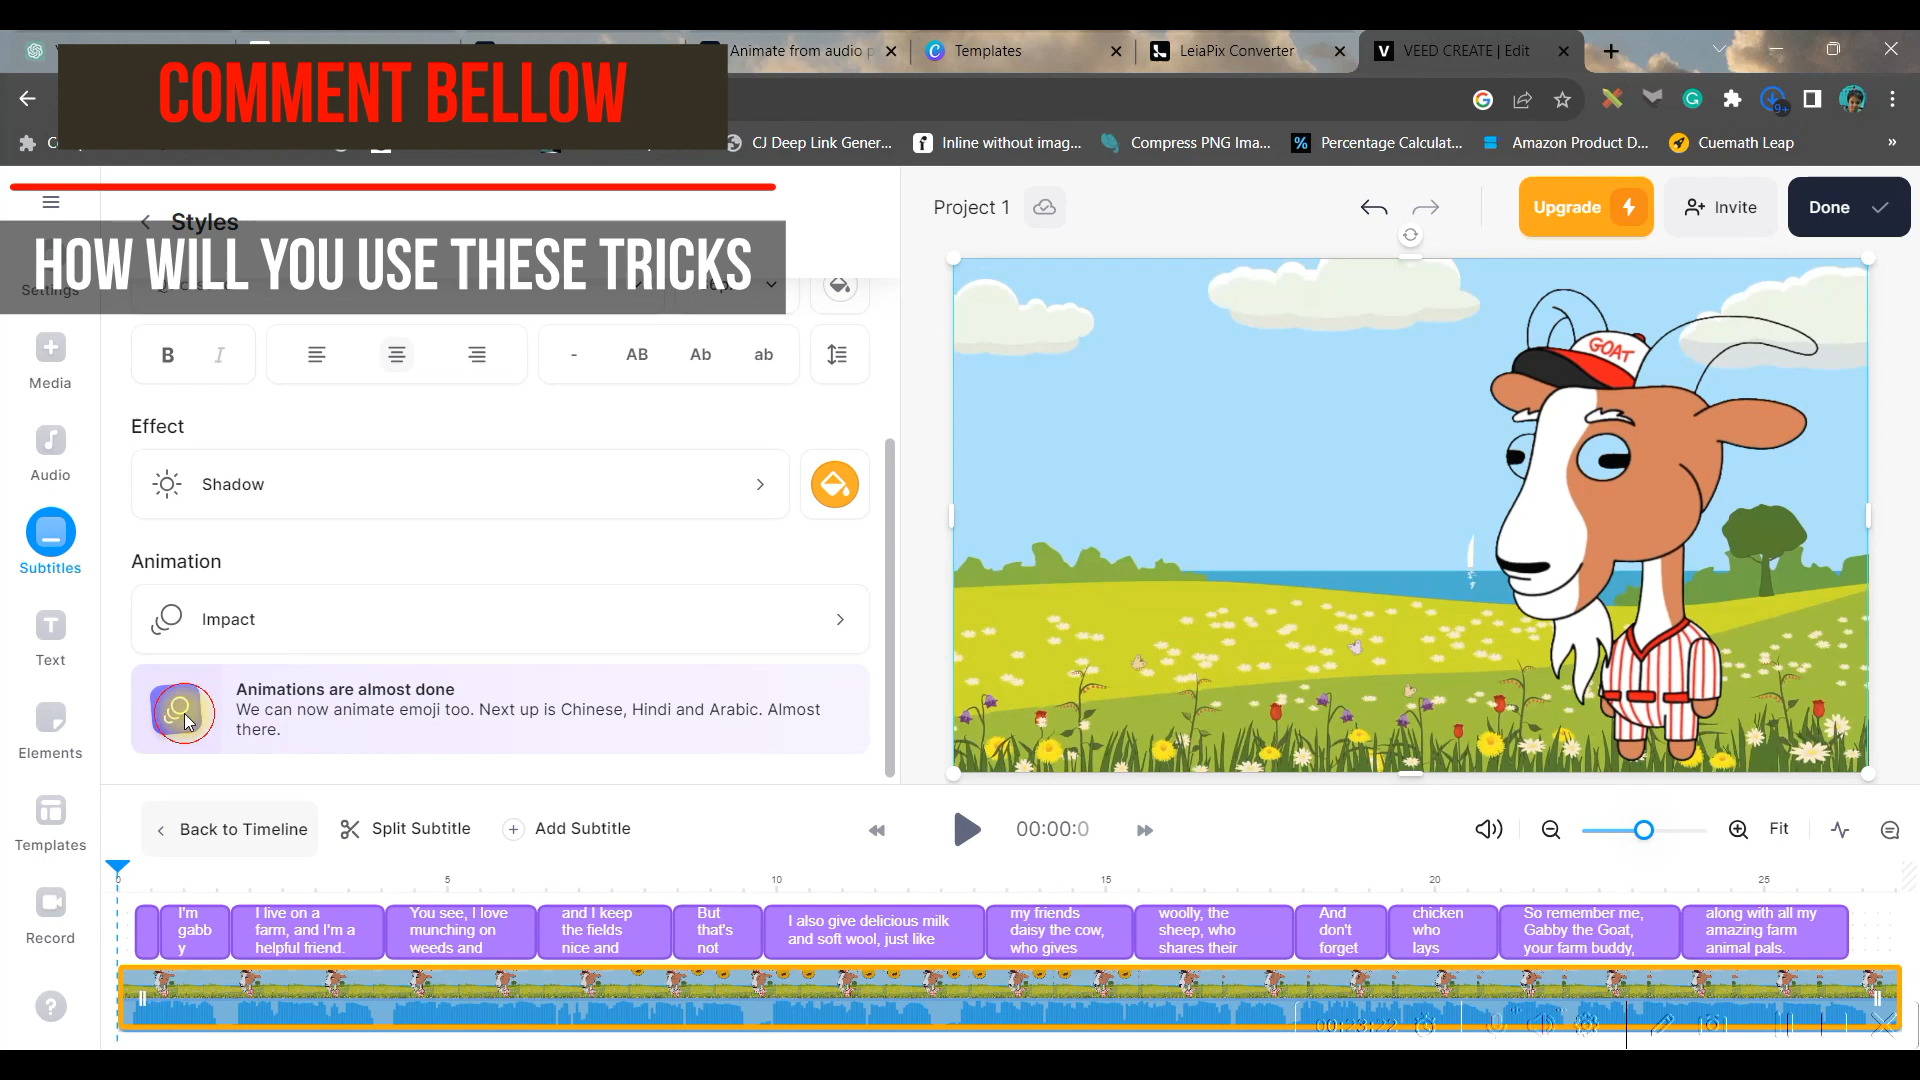 Animate from audio p
Templates
LeiaPix Converter
VEED CREATE | Edit
COMMENT BELLOW
9+
CJ Deep Link Gener...
Inline without imag...
Compress PNG Ima...
Percentage Calculat...
Amazon Product D...
Cuemath Leap
»
Styles
HOW WILL YOU USE THESE TRICKS
Project 1
Upgrade
Invite
Done
Settings
Media
Audio
Subtitles
Text
Elements
Templates
Record
B I
- AB Ab ab
Effect
Shadow
Animation
Impact
Animations are almost done
We can now animate emoji too. Next up is Chinese, Hindi and Arabic. Almost
there.
GOAT
Back to Timeline
Split Subtitle
Add Subtitle
00:00:0
Fit
0 5 10 15 20 25
I'm
gabb
y
I live on a
farm, and I'm a
helpful friend.
You see, I love
munching on
weeds and
and I keep
the fields
nice and
But
that's
not
I also give delicious milk
and soft wool, just like
my friends
daisy the cow,
who gives
woolly, the
sheep, who
shares their
And
don't
forget
chicken
who
lays
So remember me,
Gabby the Goat,
your farm buddy,
along with all my
amazing farm
animal pals.
00:23:22